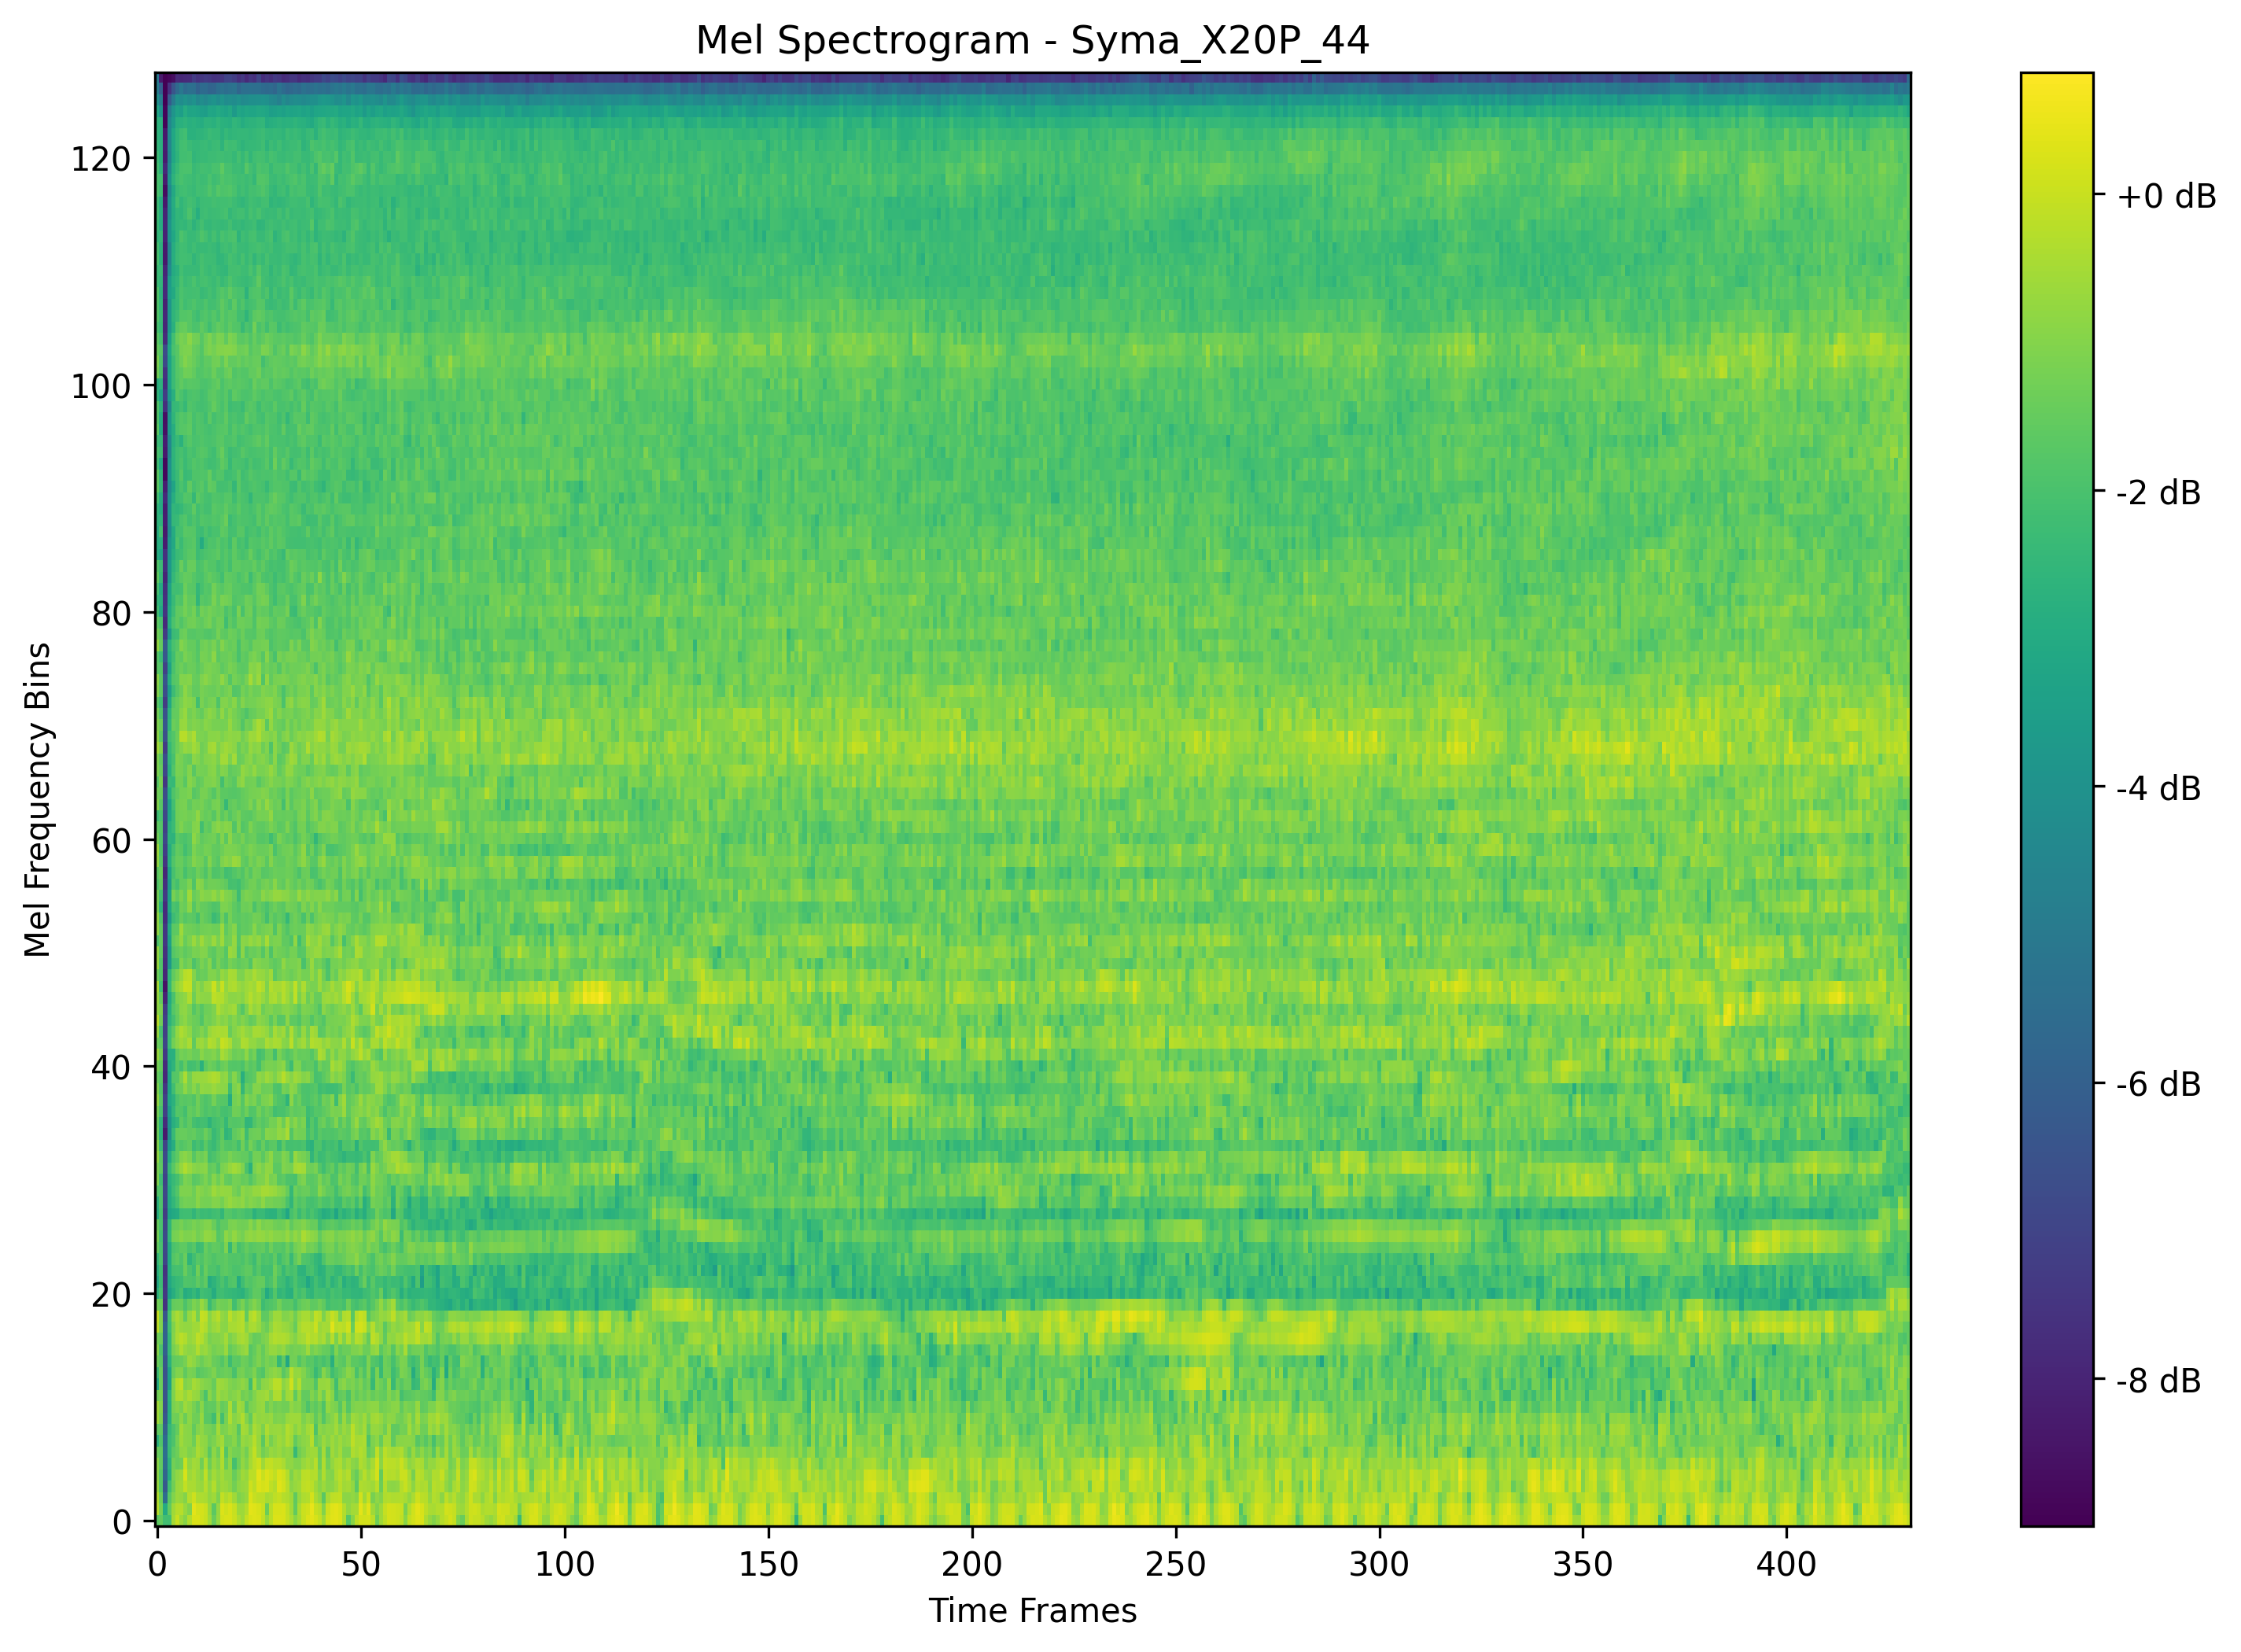 Mel Spectrogram - Syma_X20P_44
Mel Frequency Bins
120
100
80
60
40
20
0
0 50 100 150 200 250 300 350 400
Time Frames
+0 dB
-2 dB
-4 dB
-6 dB
-8 dB